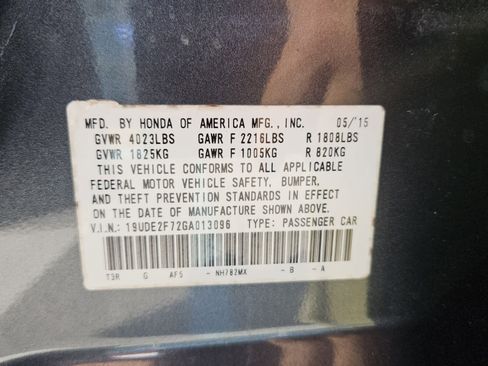 MFD. BY HONDA OF AMERICA MFG., INC. 05/15
GVWR 4023LBS GAWR F 2216LBS R 1808LBS
GVWR 1825KG GAWR F 1005KG R 820KG
THIS VEHICLE CONFORMS TO ALL APPLICABLE
FEDERAL MOTOR VEHICLE SAFETY, BUMPER,
AND THEFT PREVENTION STANDARDS IN EFFECT
ON THE DATE OF MANUFACTURE SHOWN ABOVE.
V.I.N.: 19UDE2F72GA013096 TYPE: PASSENGER CAR
T3R G AF5 - NH782MX - B - A